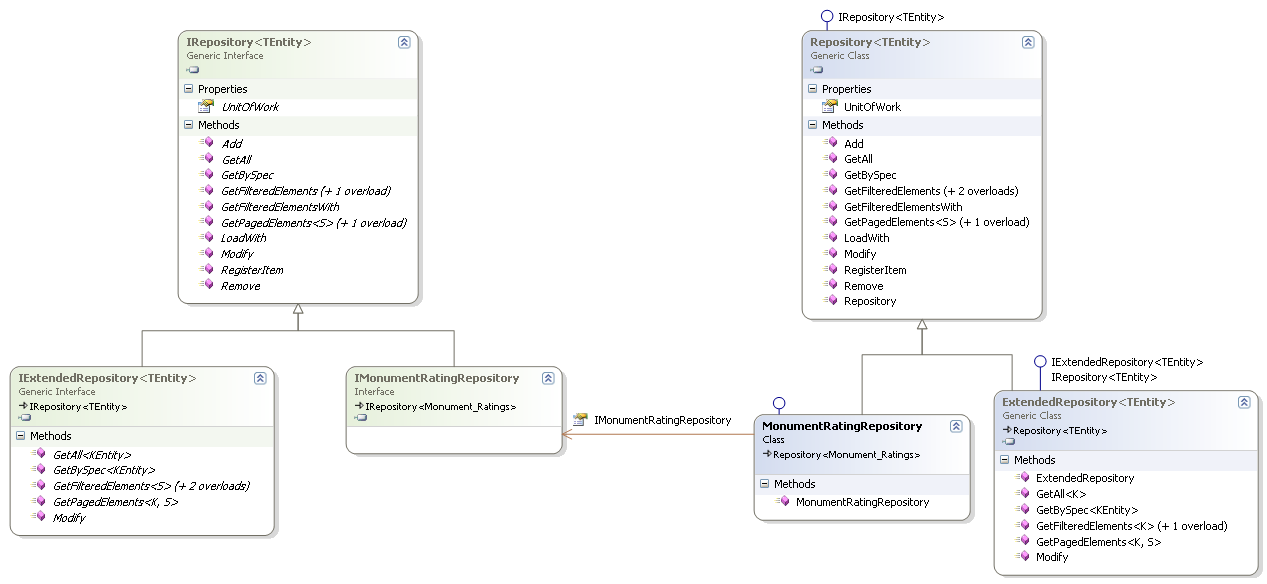 IRepository<TEntity>
Generic Interface
Properties
UnitOfWork
Methods
Add
GetAll
GetBySpec
GetFilteredElements (+ 1 overload)
GetFilteredElementsWith
GetPagedElements<S> (+ 1 overload)
LoadWith
Modify
RegisterItem
Remove
IRepository<TEntity>
Repository<TEntity>
Generic Class
Properties
UnitOfWork
Methods
Add
GetAll
GetBySpec
GetFilteredElements (+ 2 overloads)
GetFilteredElementsWith
GetPagedElements<S> (+ 1 overload)
LoadWith
Modify
RegisterItem
Remove
Repository
IExtendedRepository<TEntity>
Generic Interface
IRepository<TEntity>
Methods
GetAll<KEntity>
GetBySpec<KEntity>
GetFilteredElements<S> (+ 2 overloads)
GetPagedElements<K, S>
Modify
IMonumentRatingRepository
Interface
IRepository<Monument_Ratings>
IMonumentRatingRepository
MonumentRatingRepository
Class
Repository<Monument_Ratings>
Methods
MonumentRatingRepository
IExtendedRepository<TEntity>
IRepository<TEntity>
ExtendedRepository<TEntity>
Generic Class
Repository<TEntity>
Methods
ExtendedRepository
GetAll<K>
GetBySpec<KEntity>
GetFilteredElements<K> (+ 1 overload)
GetPagedElements<K, S>
Modify